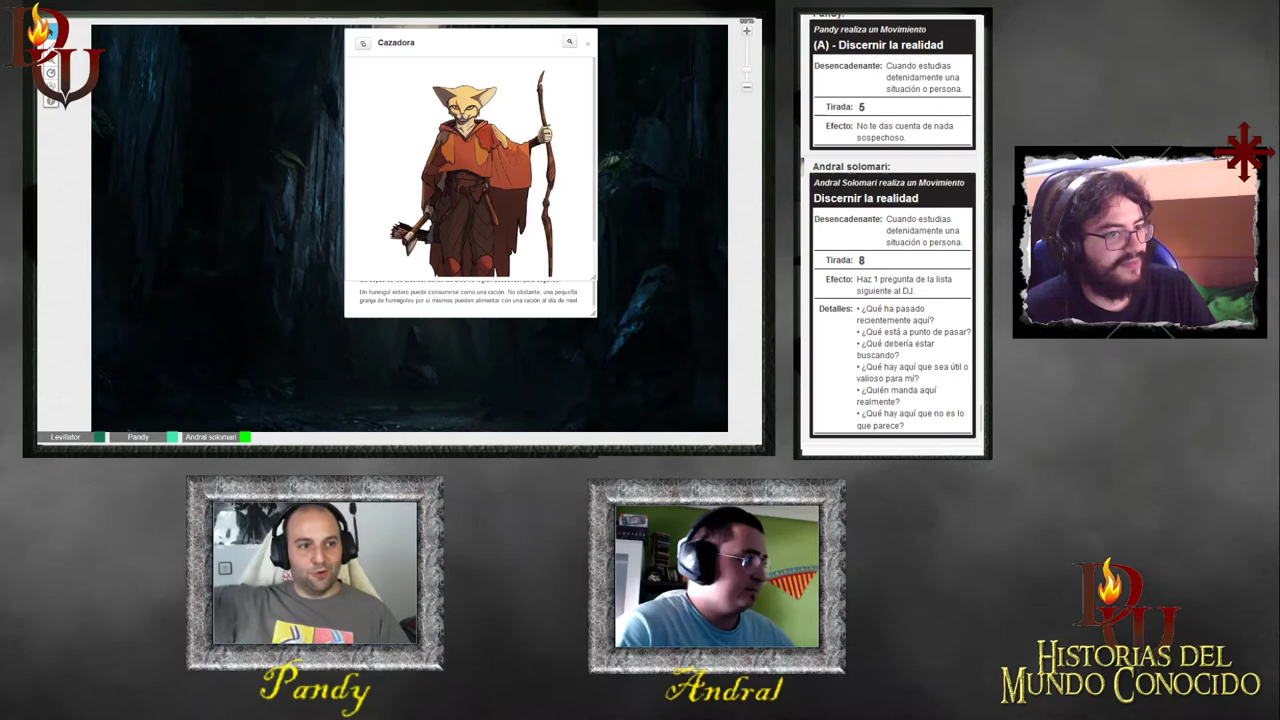 DU
Cazadora
Un hunnigol entero puede consumirse como una ración. No obstante, una pequeña
granja de hunnigoles por sí mismos pueden alimentar con una ración al día de miel.
Levillator
Pandy
Andral solomari
Pandy:
Pandy realiza un Movimiento
(A) - Discernir la realidad
Desencadenante: Cuando estudias
detenidamente una
situación o persona.
Tirada: 5
Efecto: No te das cuenta de nada
sospechoso.
Andral solomari:
Andral Solomari realiza un Movimiento
Discernir la realidad
Desencadenante: Cuando estudias
detenidamente una
situación o persona.
Tirada: 8
Efecto: Haz 1 pregunta de la lista
siguiente al DJ.
Detalles: • ¿Qué ha pasado
recientemente aquí?
• ¿Qué está a punto de pasar?
• ¿Qué debería estar
buscando?
• ¿Qué hay aquí que sea útil o
valioso para mí?
• ¿Quién manda aquí
realmente?
• ¿Qué hay aquí que no es lo
que parece?
Pandy
Andral
DU
Historias del
Mundo Conocido